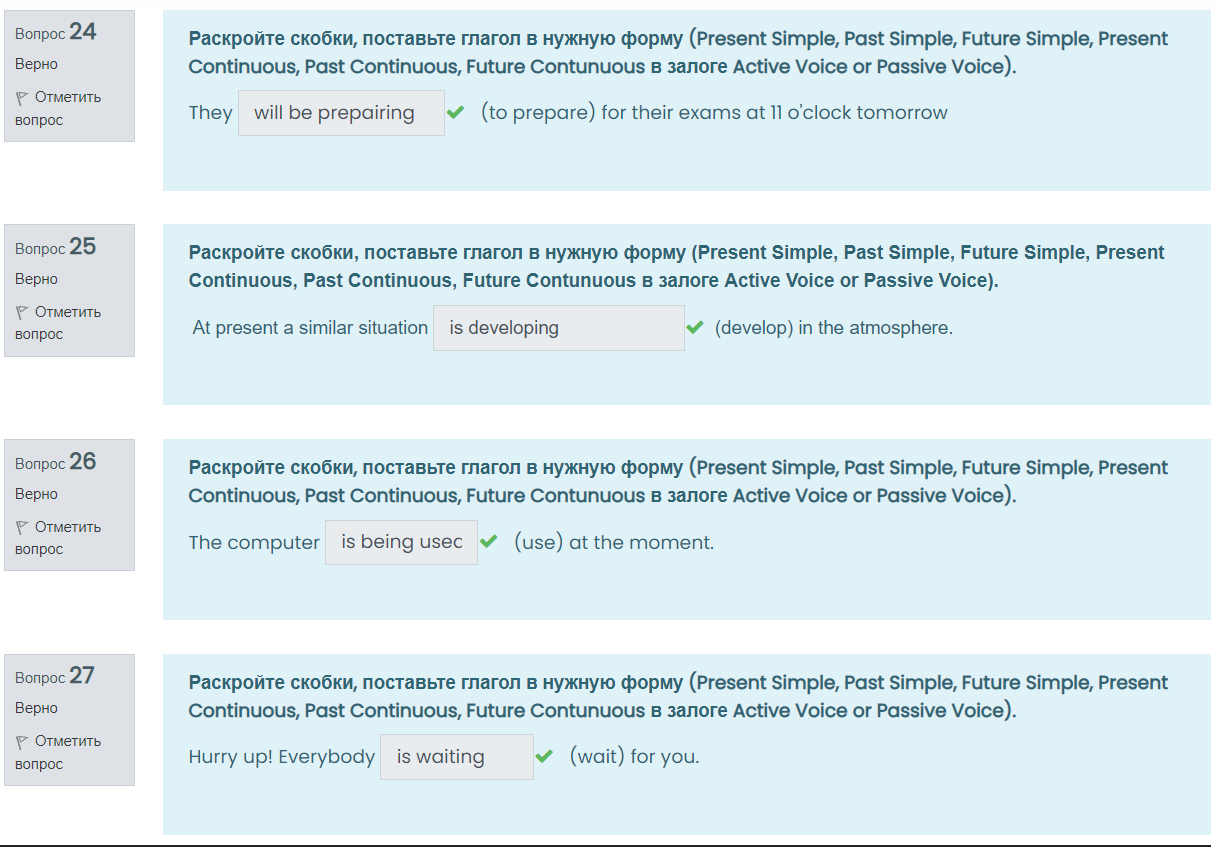 Вопрос 24
Верно
Отметить
вопрос
Раскройте скобки, поставьте глагол в нужную форму (Present Simple, Past Simple, Future Simple, Present
Continuous, Past Continuous, Future Contunuous в залоге Active Voice or Passive Voice).
They will be prepairing (to prepare) for their exams at 11 o'clock tomorrow
Вопрос 25
Верно
Отметить
вопрос
Раскройте скобки, поставьте глагол в нужную форму (Present Simple, Past Simple, Future Simple, Present
Continuous, Past Continuous, Future Contunuous в залоге Active Voice or Passive Voice).
At present a similar situation is developing (develop) in the atmosphere.
Вопрос 26
Верно
Отметить
вопрос
Раскройте скобки, поставьте глагол в нужную форму (Present Simple, Past Simple, Future Simple, Present
Continuous, Past Continuous, Future Contunuous в залоге Active Voice or Passive Voice).
The computer is being used (use) at the moment.
Вопрос 27
Верно
Отметить
вопрос
Раскройте скобки, поставьте глагол в нужную форму (Present Simple, Past Simple, Future Simple, Present
Continuous, Past Continuous, Future Contunuous в залоге Active Voice or Passive Voice).
Hurry up! Everybody is waiting (wait) for you.